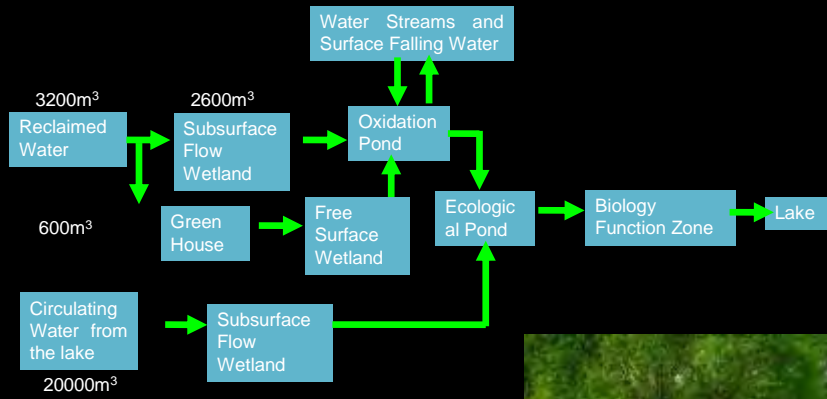 Water Streams and
Surface Falling Water
3200m³
2600m³
Reclaimed
Water
Subsurface
Flow
Wetland
Oxidation
Pond
600m³
Green
House
Free
Surface
Wetland
Ecologic
al Pond
Biology
Function Zone
Lake
Circulating
Water from
the lake
Subsurface
Flow
Wetland
20000m³